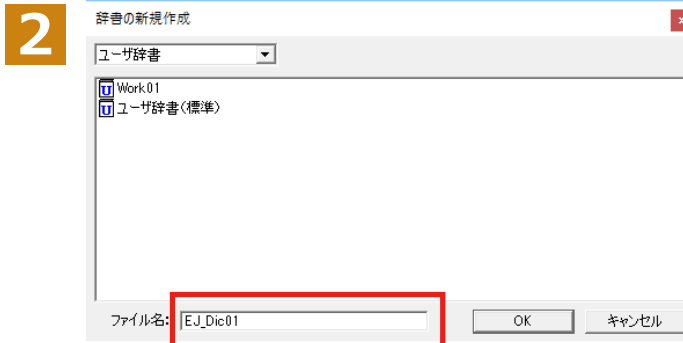 2
辞書の新規作成
ユーザ辞書
Work01
ユーザ辞書(標準)
ファイル名: EJ_Dic01
OK キャンセル